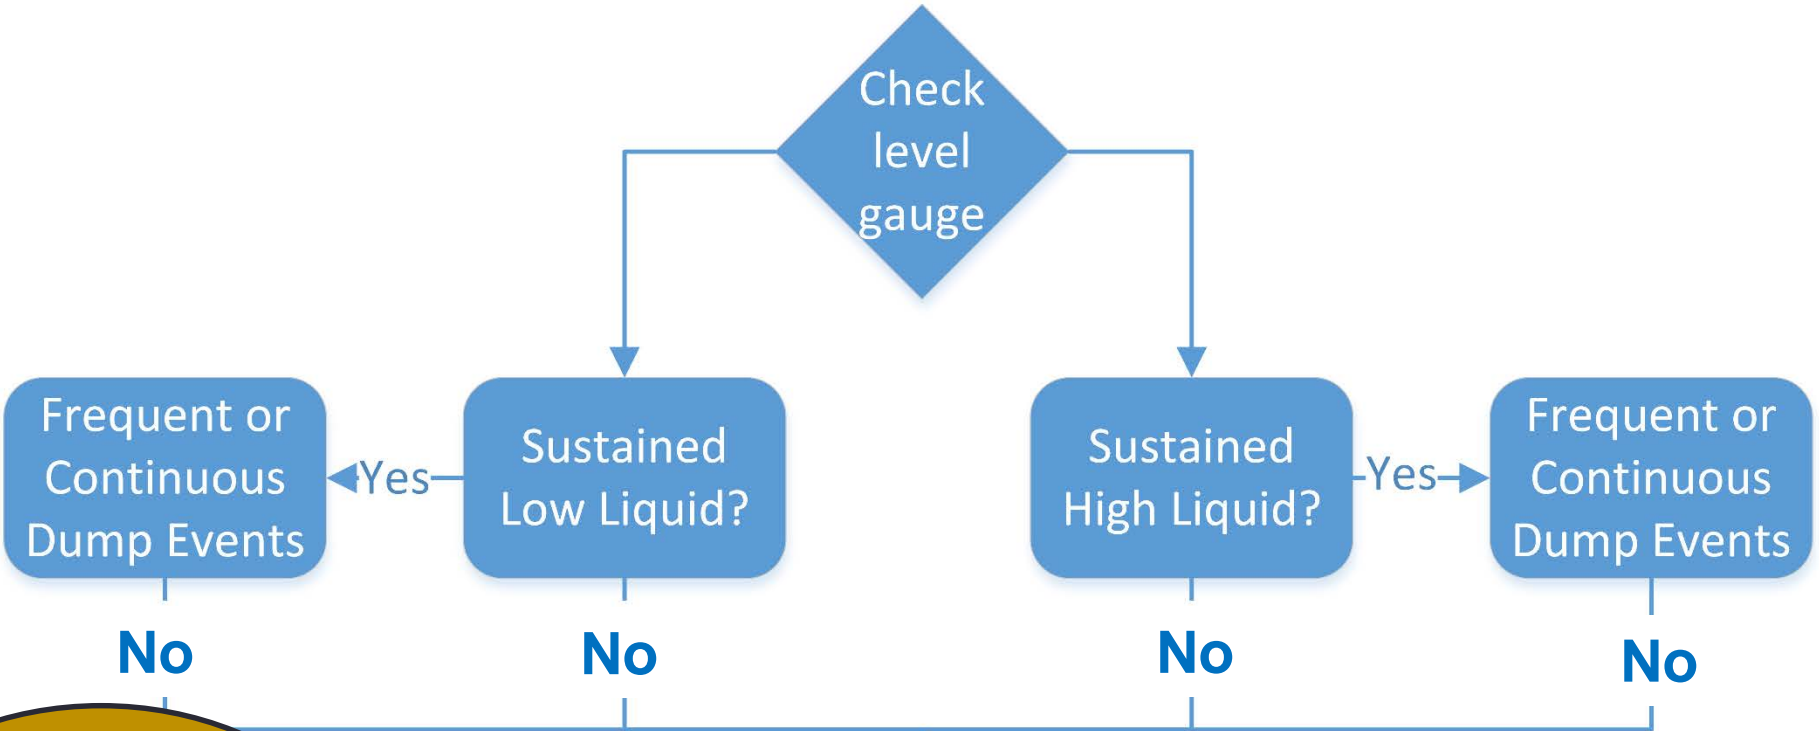 Check
level
gauge
Frequent or
Continuous
Dump Events
Yes
Sustained
Low Liquid?
Sustained
High Liquid?
Yes
Frequent or
Continuous
Dump Events
No
No
No
No